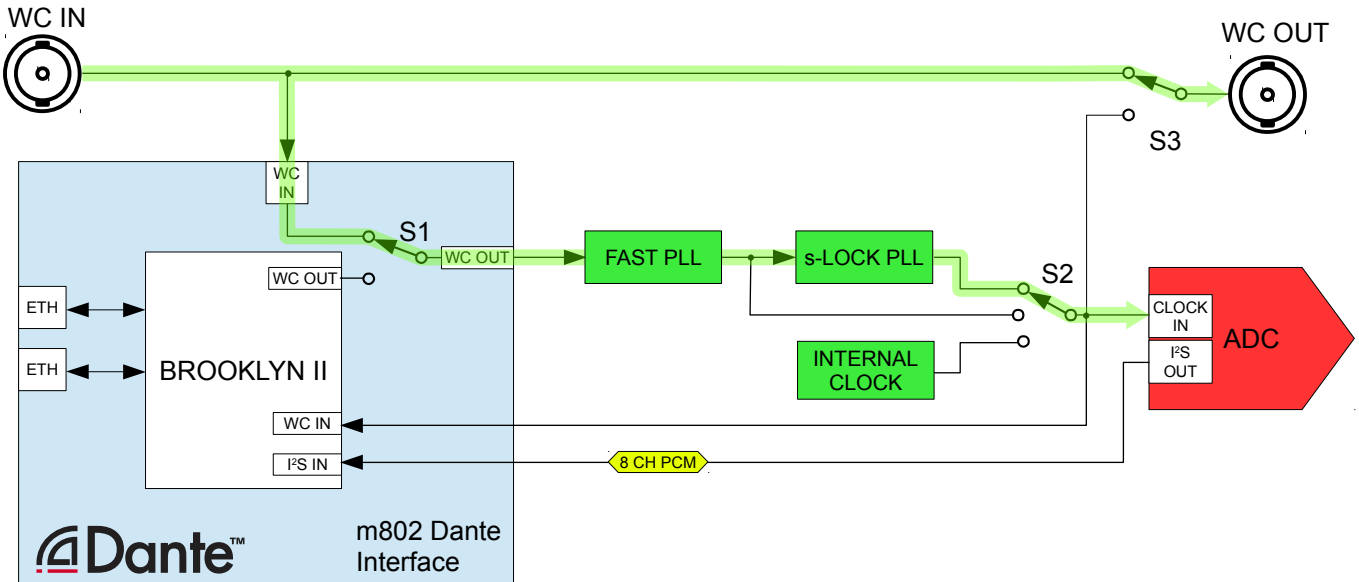 WC IN
WC OUT
S3
WC
IN
S1
WC OUT
FAST PLL
s-LOCK PLL
S2
WC OUT
ETH
ETH
BROOKLYN II
INTERNAL
CLOCK
CLOCK
IN
I²S
OUT
ADC
WC IN
I²S IN
8 CH PCM
Dante™
m802 Dante
Interface